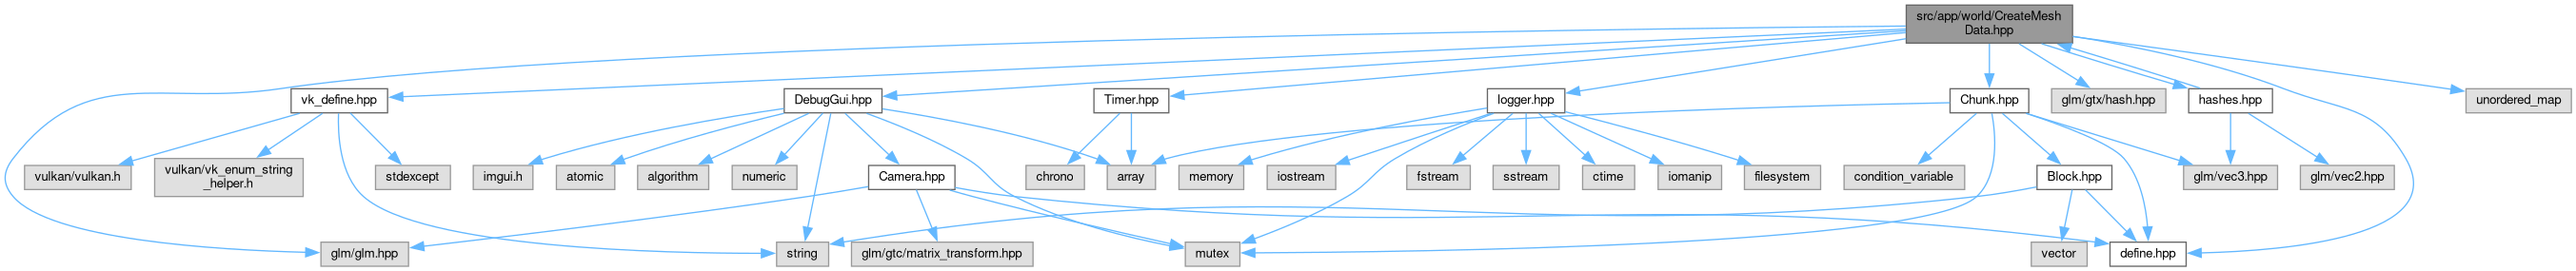 src/app/world/CreateMesh
Data.hpp
vk_define.hpp
DebugGui.hpp
Timer.hpp
logger.hpp
Chunk.hpp
glm/gtx/hash.hpp
hashes.hpp
unordered_map
vulkan/vulkan.h
vulkan/vk_enum_string
_helper.h
stdexcept
imgui.h
atomic
algorithm
numeric
Camera.hpp
chrono
array
memory
iostream
fstream
sstream
ctime
iomanip
filesystem
condition_variable
Block.hpp
glm/vec3.hpp
glm/vec2.hpp
glm/glm.hpp
string
glm/gtc/matrix_transform.hpp
mutex
vector
define.hpp